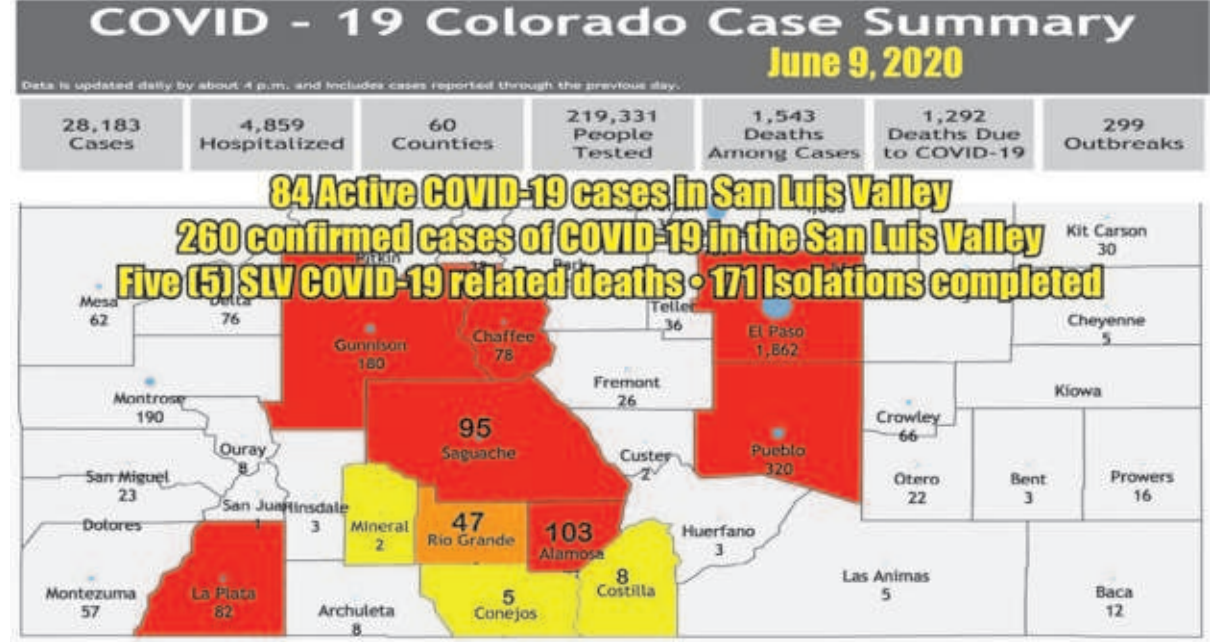 COVID - 19 Colorado Case Summary
June 9, 2020
Data is updated daily by about 4 p.m. and includes cases reported through the previous day.
28,183
Cases
4,859
Hospitalized
60
Counties
219,331
People
Tested
1,543
Deaths
Among Cases
1,292
Deaths Due
to COVID-19
299
Outbreaks
84 Active COVID-19 cases in San Luis Valley
260 confirmed cases of COVID-19 in the San Luis Valley
Five (5) SLV COVID-19 related deaths • 171 Isolations completed
Kit Carson
30
Pitkin
Park
Mesa
62
Delta
76
Teller
36
El Paso
1,862
Cheyenne
5
Gunnison
180
Chaffee
78
Fremont
26
Kiowa
Montrose
190
Crowley
66
95
Saguache
Ouray
8
Custer
2
Pueblo
320
San Miguel
23
Otero
22
Bent
3
Prowers
16
San Juan
1
Hinsdale
3
Dolores
Mineral
2
47
Rio Grande
103
Alamosa
Huerfano
3
Montezuma
57
La Plata
82
Archuleta
8
5
Conejos
8
Costilla
Las Animas
5
Baca
12